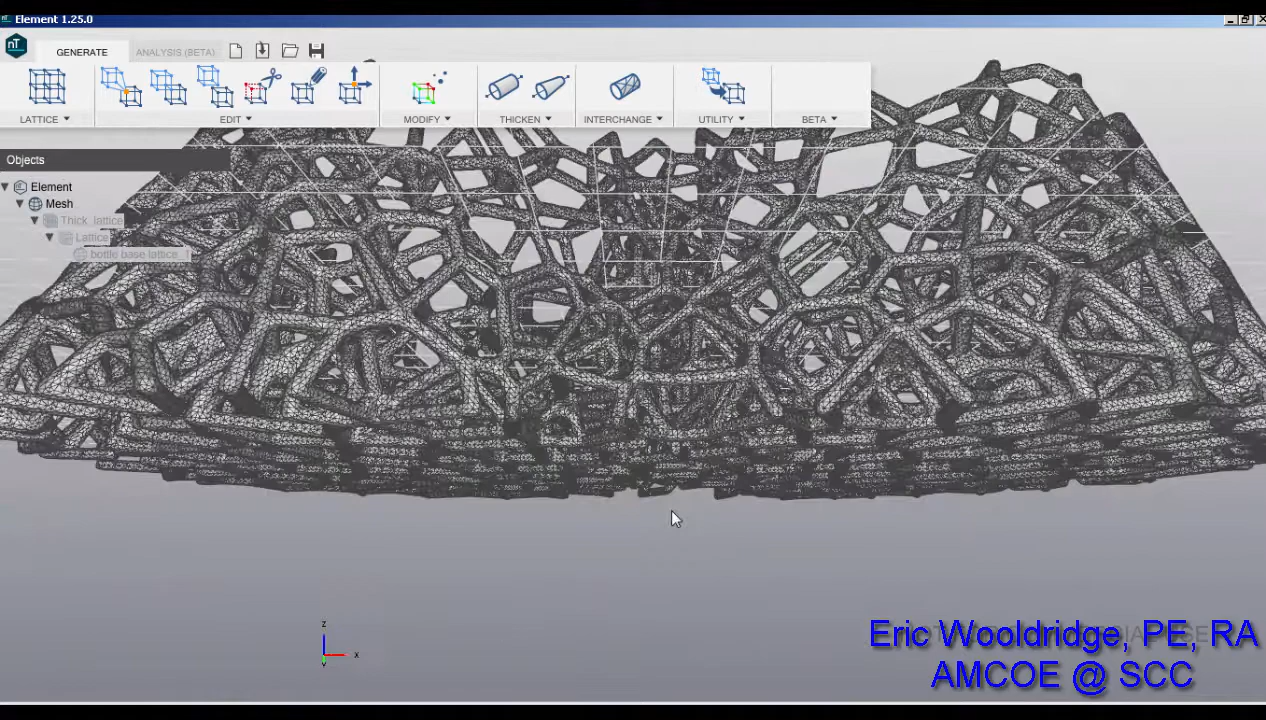 Element 1.25.0
nT
GENERATE
ANALYSIS (BETA)
LATTICE
EDIT
MODIFY
THICKEN
INTERCHANGE
UTILITY
BETA
Objects
Element
Mesh
Thick lattice
Lattice
bottle base lattice
z
x
y
Eric Wooldridge, PE, RA
AMCOE @ SCC